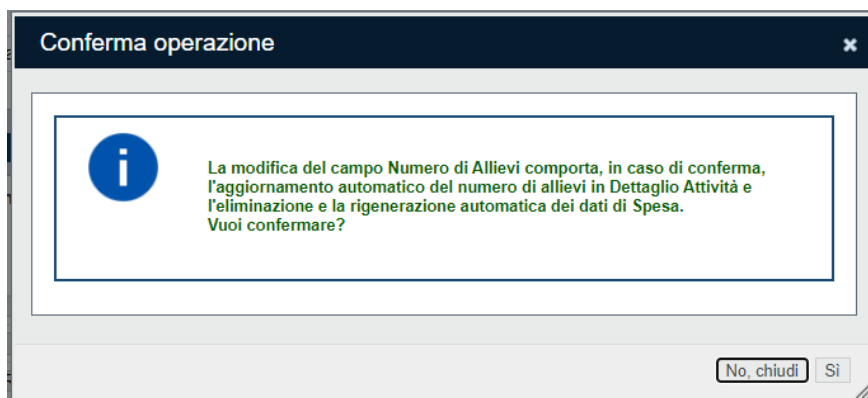 Conferma operazione
La modifica del campo Numero di Allievi comporta, in caso di conferma,
l'aggiornamento automatico del numero di allievi in Dettaglio Attività e
l'eliminazione e la rigenerazione automatica dei dati di Spesa.
Vuoi confermare?
No, chiudi Sì